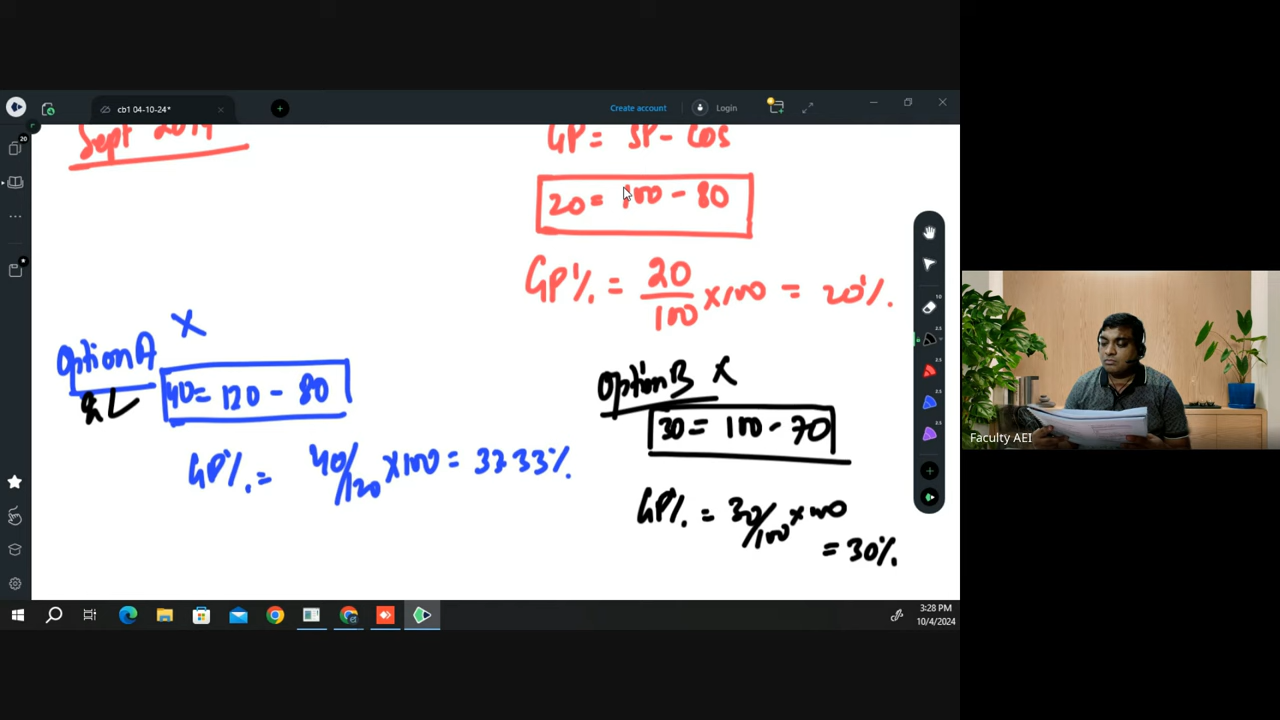 cb1 04-10-24*
Create account
Login
20
Sept 2019
GP = SP - COS
20 = 100 - 80
GP% = 20/100 × 100 = 20%.
Option A X
& L
40 = 120 - 80
GP%. = 40/120 × 100 = 33.33%.
Option B X
30 = 100 - 70
GP%. = 30/100 × 100
= 30%.
Faculty AEI
3:28 PM
10/4/2024